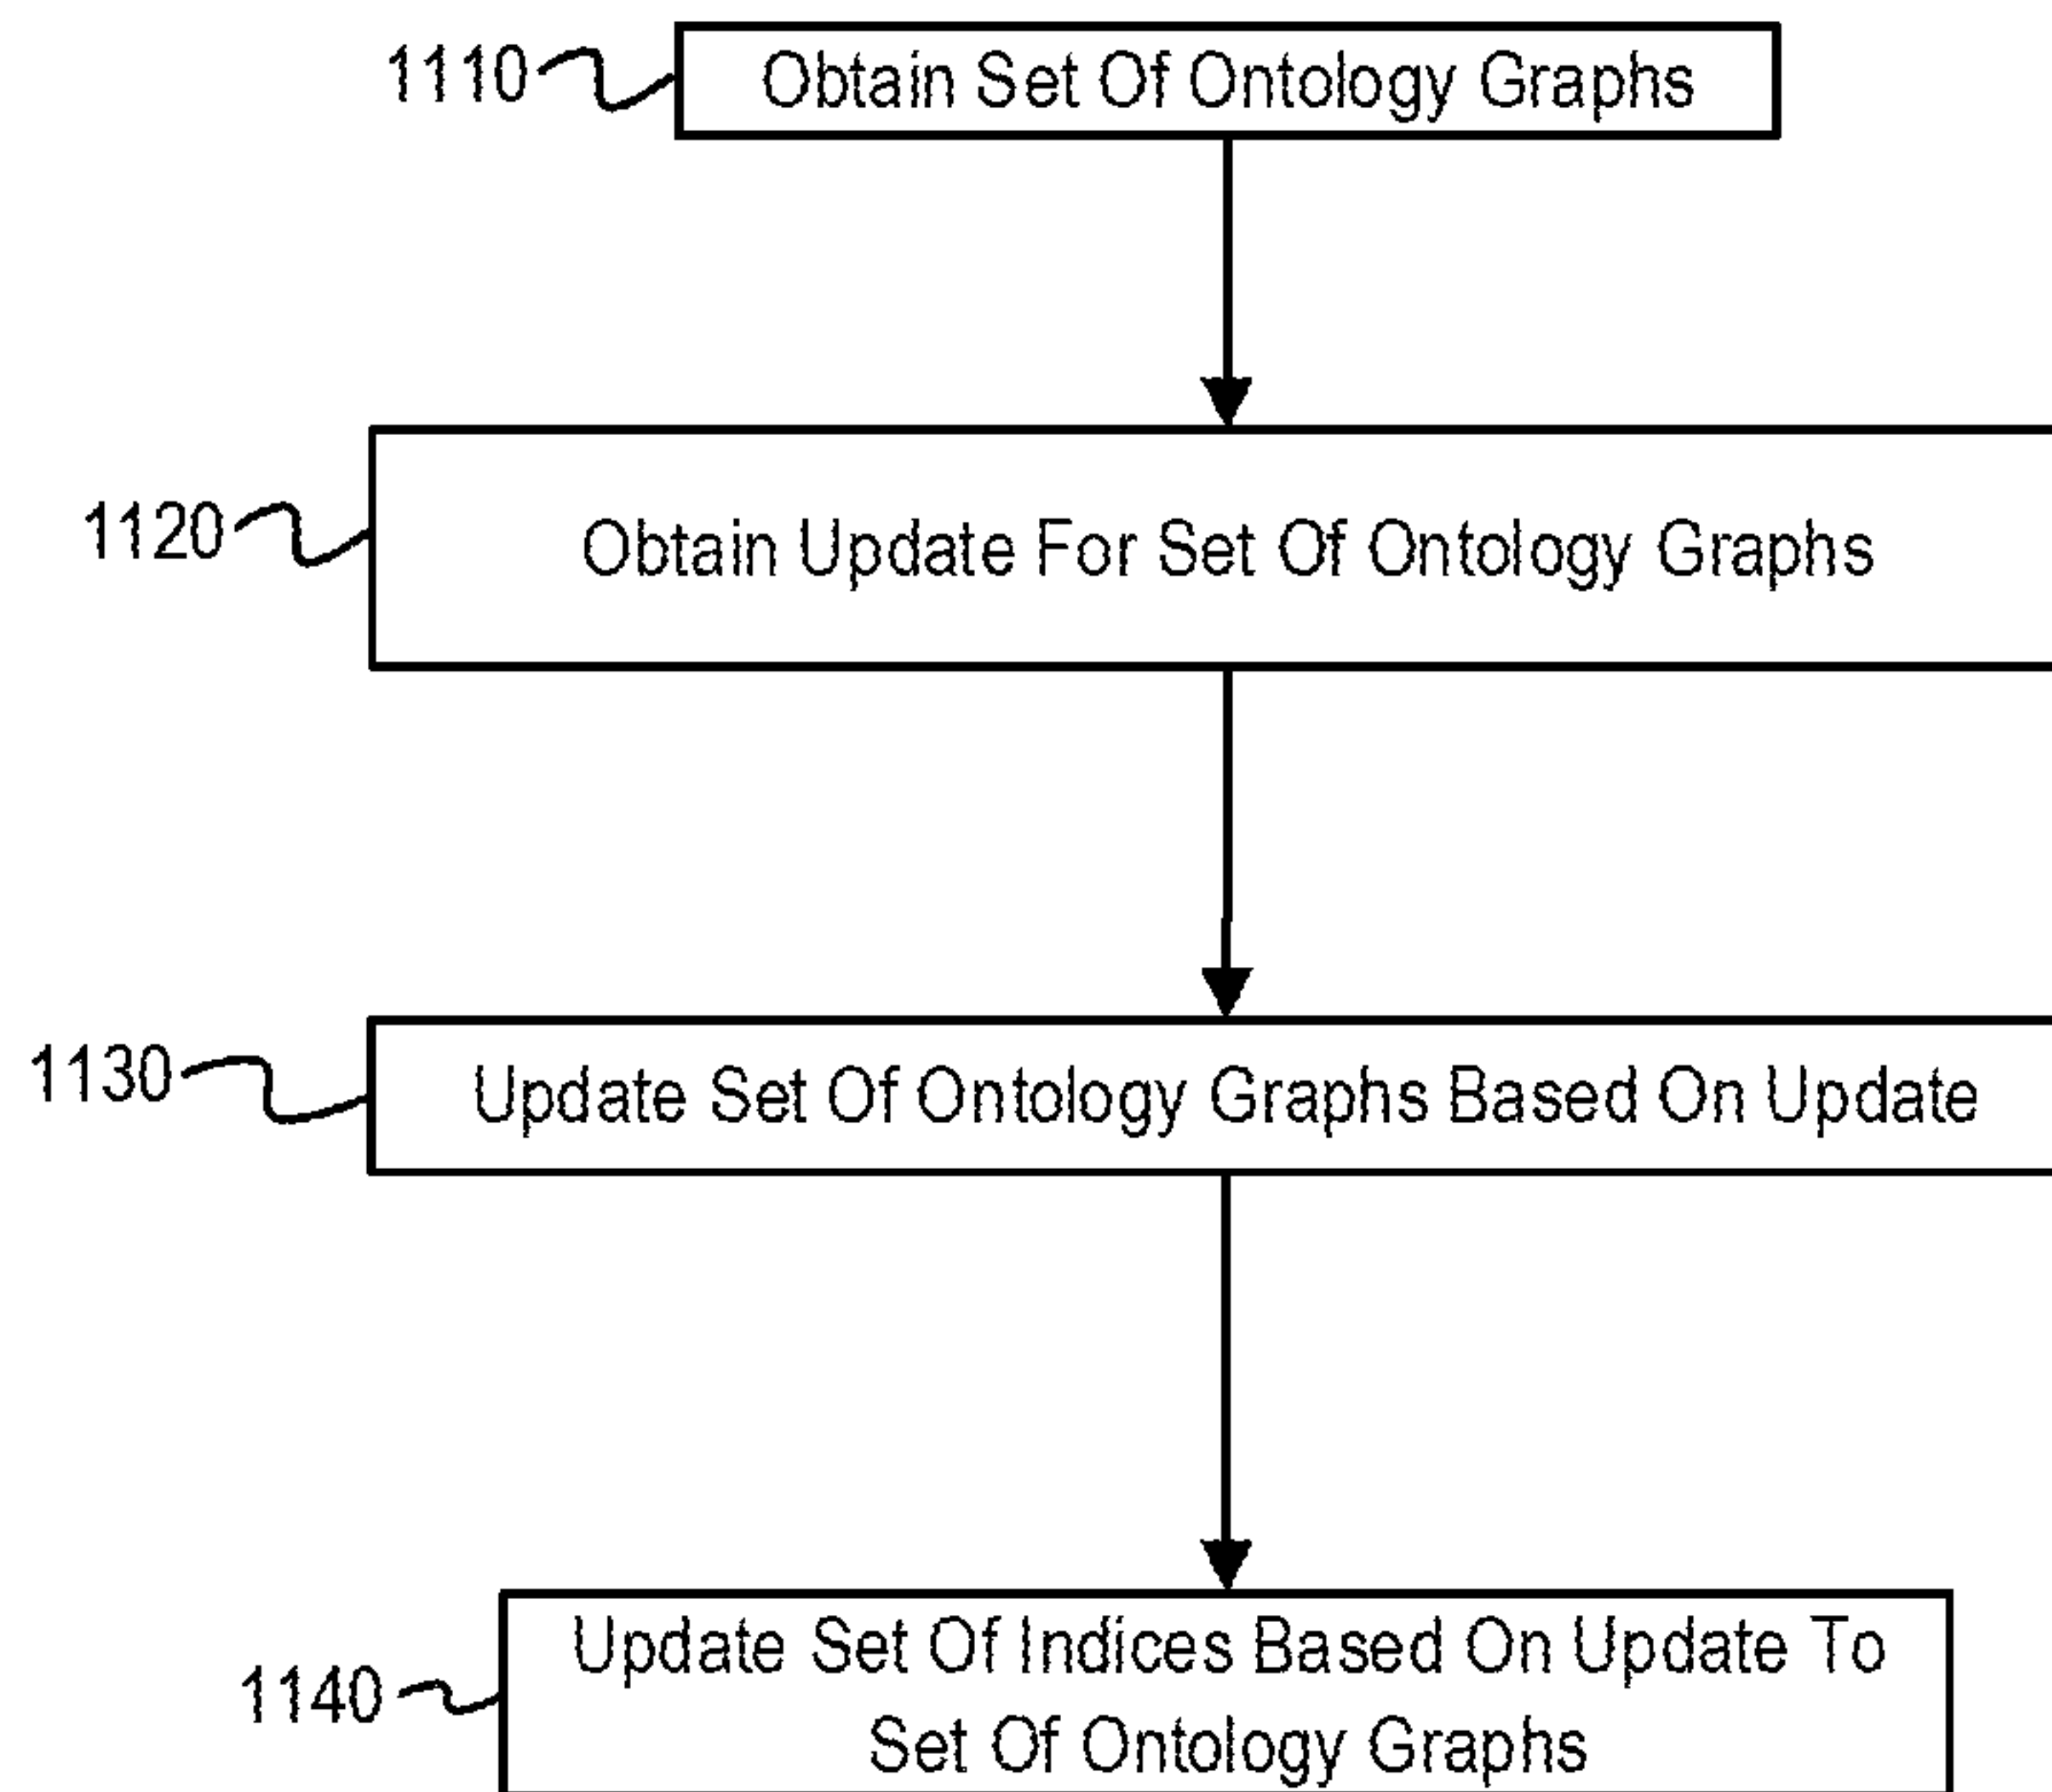 1110 Obtain Set Of Ontology Graphs
1120 Obtain Update For Set Of Ontology Graphs
1130 Update Set Of Ontology Graphs Based On Update
Update Set Of Indices Based On Update To
1140
Set Of Ontology Graphs